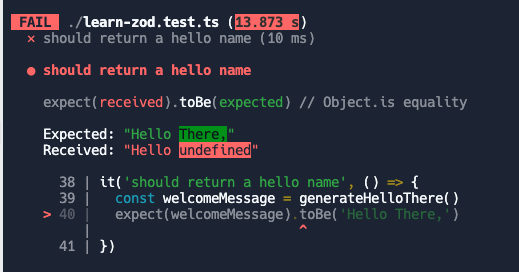 FAIL ./learn-zod.test.ts (13.873 s)
× should return a hello name (10 ms)
● should return a hello name
expect(received).toBe(expected) // Object.is equality
Expected: "Hello There,"
Received: "Hello undefined"
38 | it('should return a hello name', () => {
39 | const welcomeMessage = generateHelloThere()
> 40 | expect(welcomeMessage).toBe('Hello There,')
| ^
41 | })